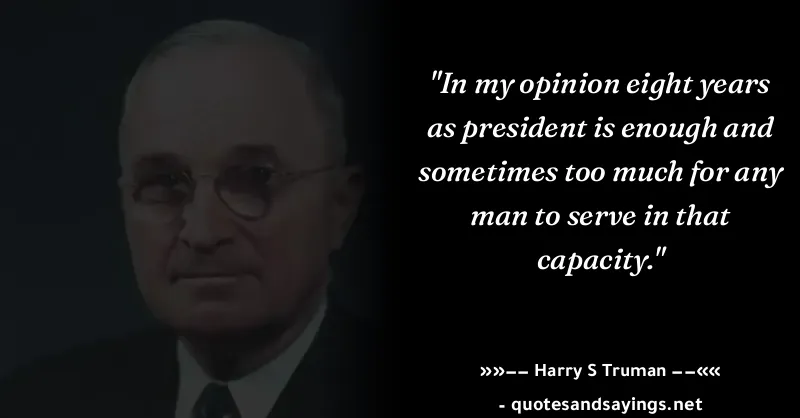 "In my opinion eight years
as president is enough and
sometimes too much for any
man to serve in that
capacity."
»»–– Harry S Truman ––««
- quotesandsayings.net